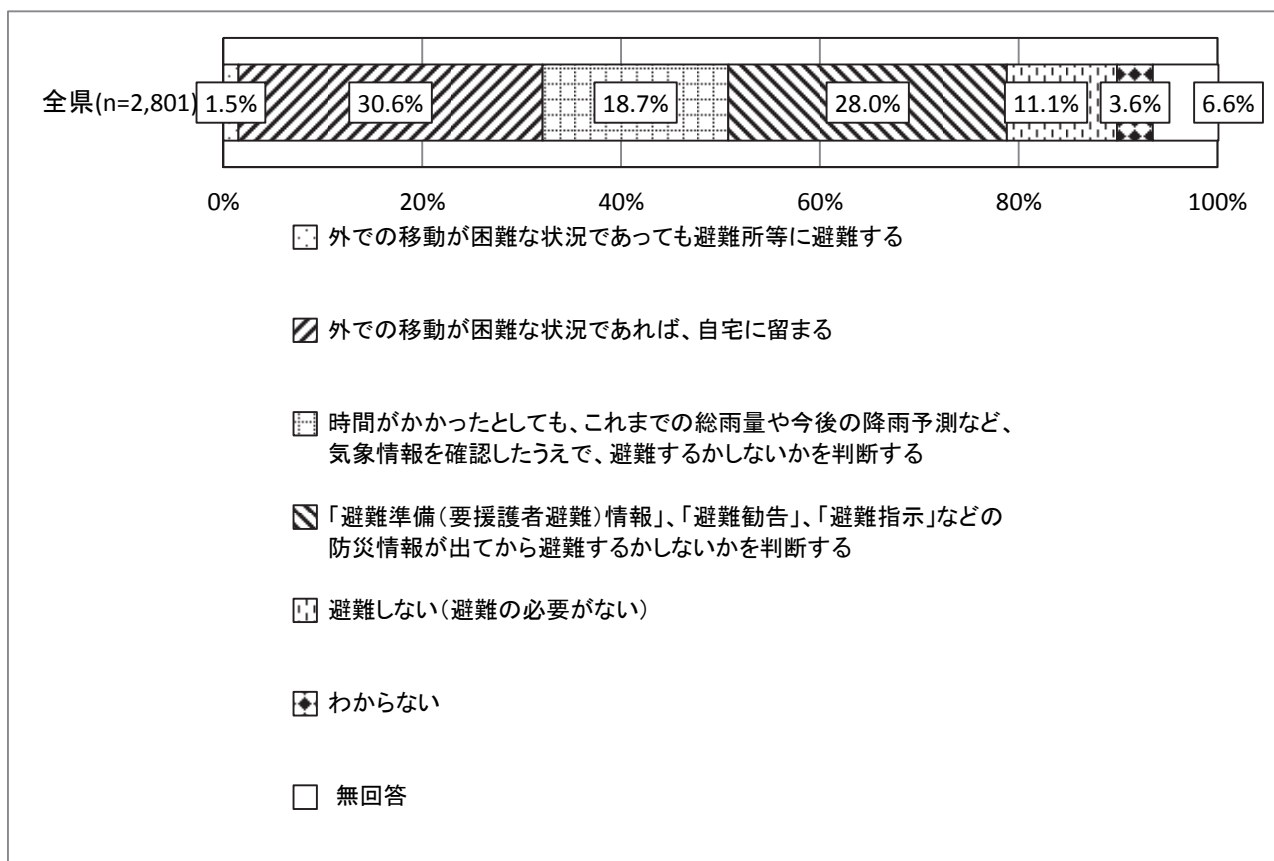 全県(n=2,801) 1.5% 30.6% 18.7% 28.0% 11.1% 3.6% 6.6%
0% 20% 40% 60% 80% 100%
外での移動が困難な状況であっても避難所等に避難する
外での移動が困難な状況であれば、自宅に留まる
時間がかかったとしても、これまでの総雨量や今後の降雨予測など、
気象情報を確認したうえで、避難するかしないかを判断する
「避難準備(要援護者避難)情報」、「避難勧告」、「避難指示」などの
防災情報が出てから避難するかしないかを判断する
避難しない(避難の必要がない)
わからない
無回答